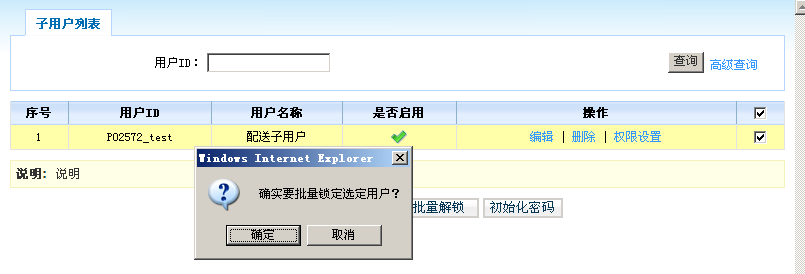 子用户列表
用户ID：
查询 高级查询
序号 用户ID 用户名称 是否启用 操作
1 P02572_test 配送子用户 编辑 | 删除 | 权限设置
说明: 说明
Windows Internet Explorer
确实要批量锁定选定用户？
确定 取消
批量解锁 初始化密码